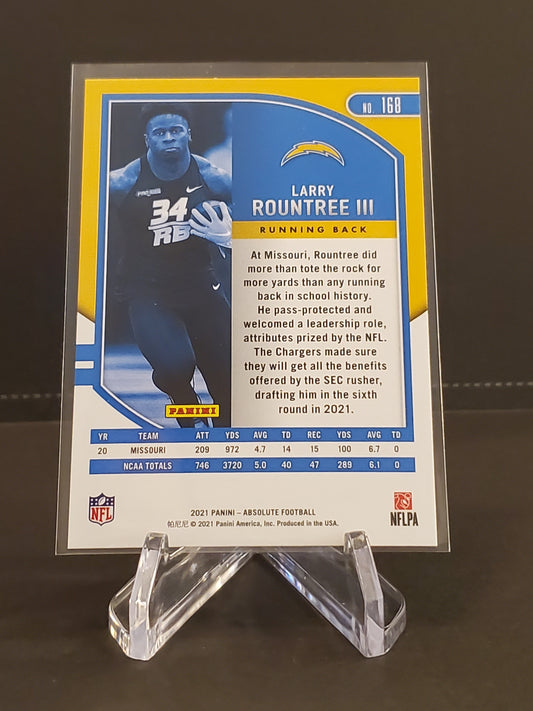 NO. 168
LARRY
ROUNTREE III
RUNNING BACK
34
RB
At Missouri, Rountree did
more than tote the rock for
more yards than any running
back in school history.
He pass-protected and
welcomed a leadership role,
attributes prized by the NFL.
The Chargers made sure
they will get all the benefits
offered by the SEC rusher,
drafting him in the sixth
round in 2021.
PANINI
YR TEAM ATT YDS AVG TD REC YDS AVG TD
20 MISSOURI 209 972 4.7 14 15 100 6.7 0
NCAA TOTALS 746 3720 5.0 40 47 289 6.1 0
NFL
2021 PANINI – ABSOLUTE FOOTBALL
帕尼尼 © 2021 Panini America, Inc. Produced in the USA.
NFLPA